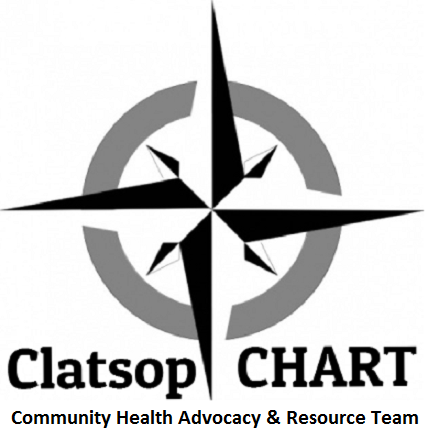 Clatsop CHART
Community Health Advocacy & Resource Team